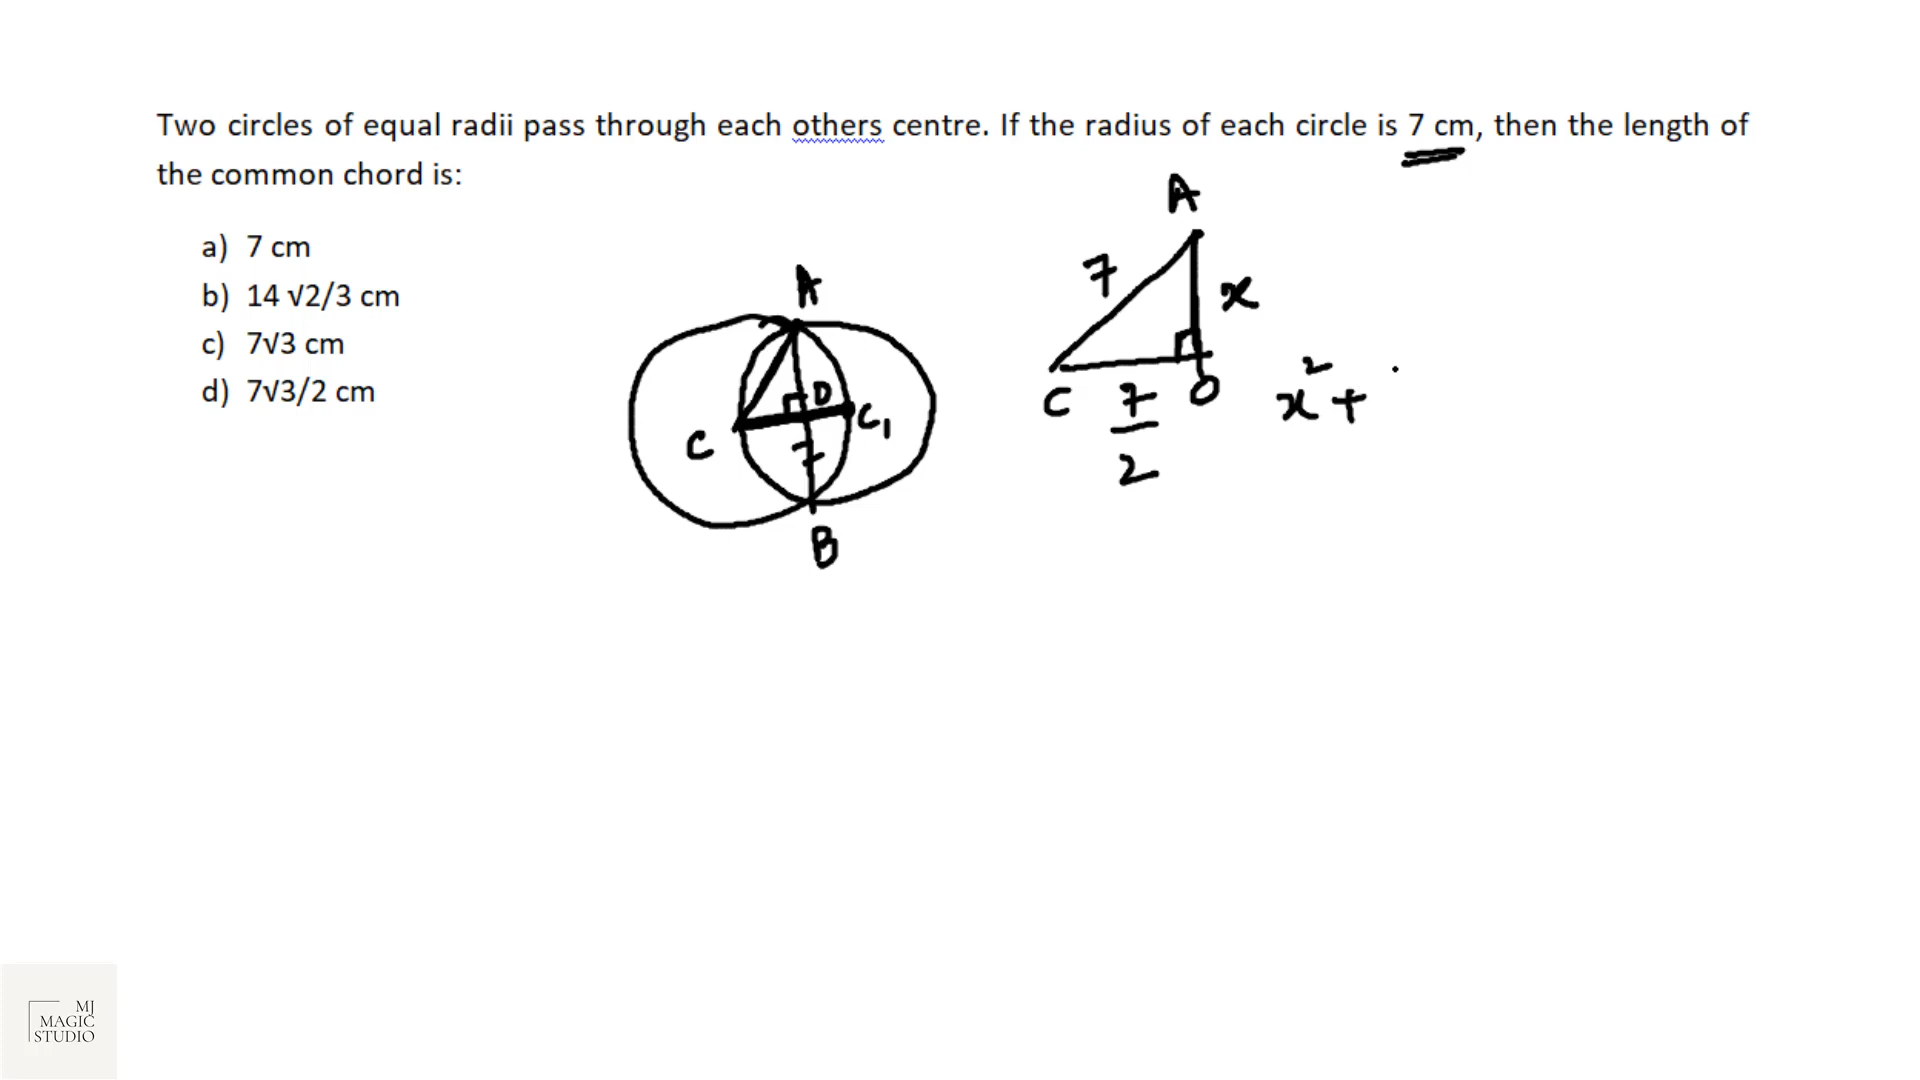 Two circles of equal radii pass through each others centre. If the radius of each circle is 7 cm, then the length of
the common chord is:
a) 7 cm
b) 14 √2/3 cm
c) 7√3 cm
d) 7√3/2 cm
A
D
C
C₁
7
B
A
7
x
C
7/2
O
x² +
MJ
MAGIC
STUDIO